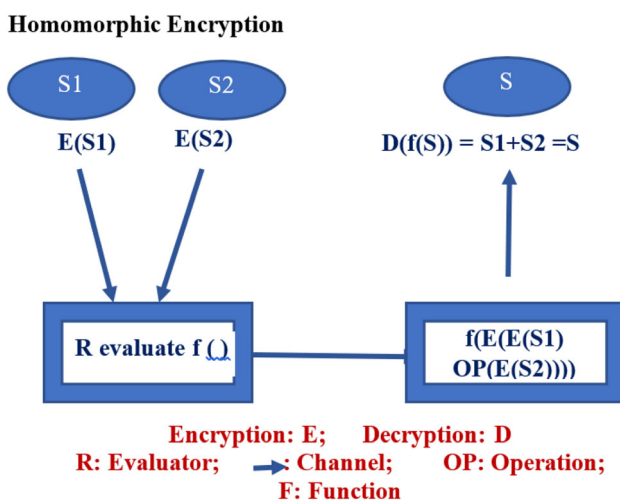 Homomorphic Encryption
S1 S2 S
E(S1) E(S2) D(f(S)) = S1+S2 =S
R evaluate f ( )
f(E(E(S1)
OP(E(S2))))
Encryption: E; Decryption: D
R: Evaluator; : Channel; OP: Operation;
F: Function